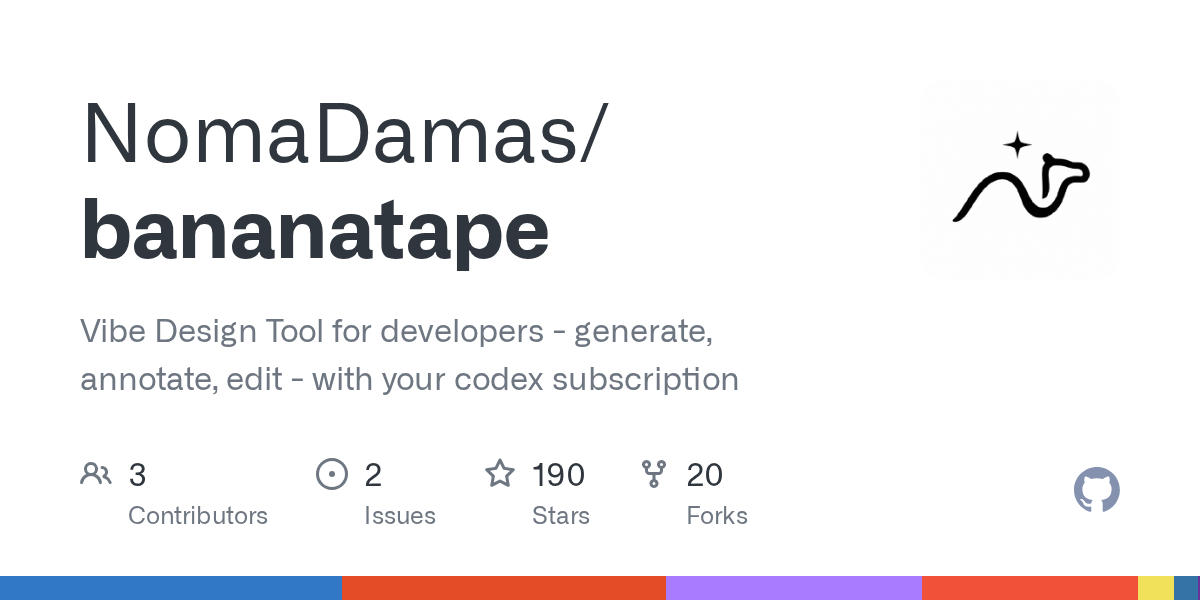 NomaDamas/
bananatape
Vibe Design Tool for developers - generate,
annotate, edit - with your codex subscription
3 2 190 20
Contributors Issues Stars Forks